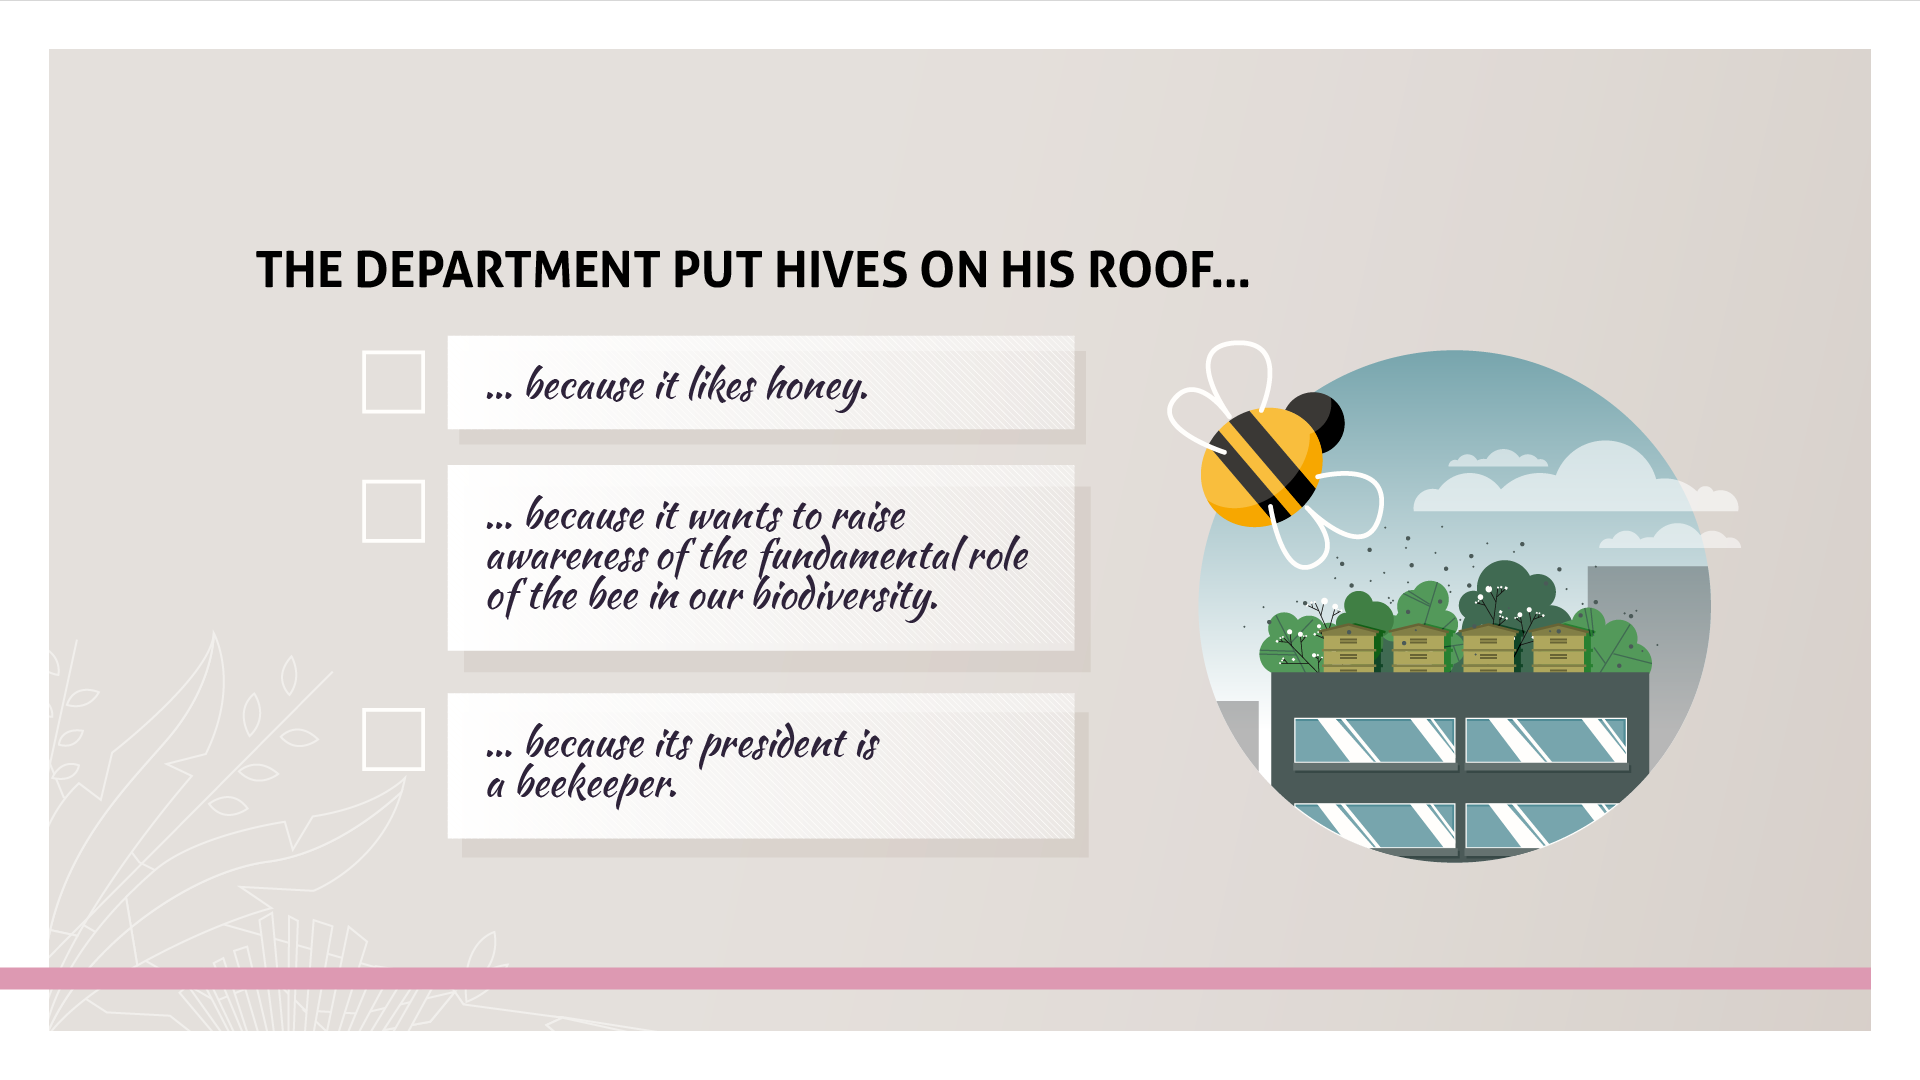 THE DEPARTMENT PUT HIVES ON HIS ROOF...
... because it likes honey.
... because it wants to raise
awareness of the fundamental role
of the bee in our biodiversity.
... because its president is
a beekeeper.